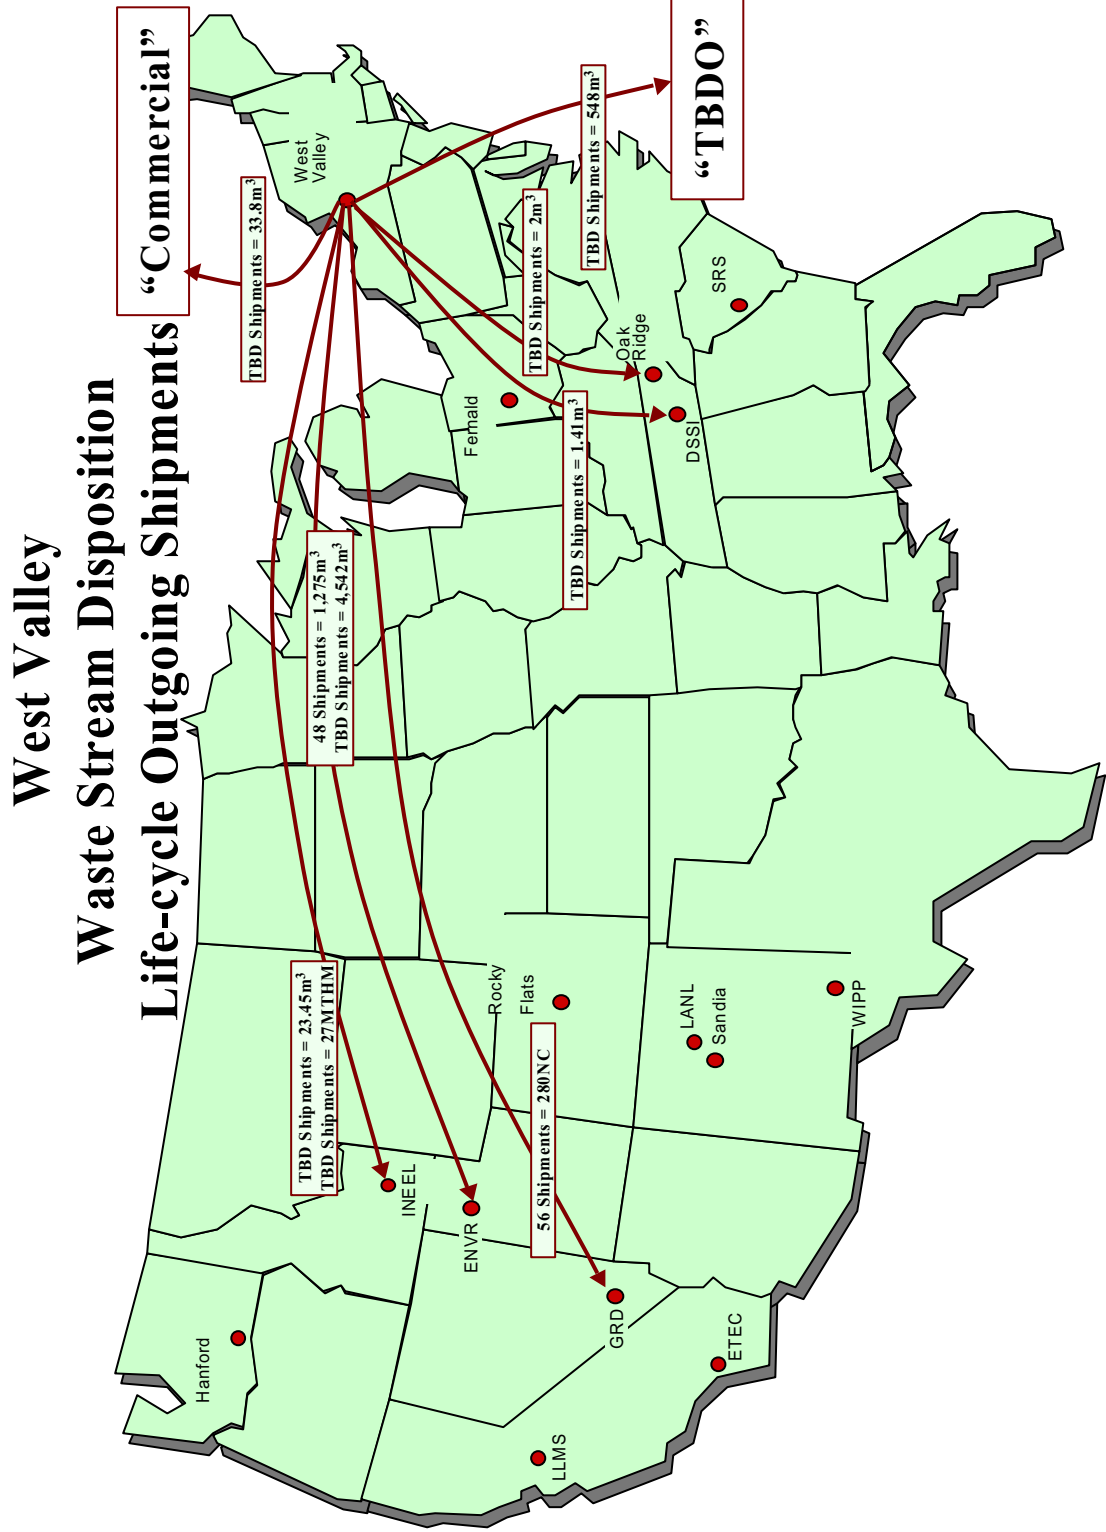 West Valley
Waste Stream Disposition
Life-cycle Outgoing Shipments
“Commercial”
“TBDO”
TBD Shipments = 33.8m³
West
Valley
TBD Shipments = 548m³
TBD Shipments = 2m³
TBD Shipments = 1.41m³
48 Shipments = 1,275m³
TBD Shipments = 4,542m³
TBD Shipments = 23.45m³
TBD Shipments = 27MTHM
56 Shipments = 280NC
Hanford
INEEL
ENVR
GRD
LLMS
ETEC
Rocky
Flats
LANL
Sandia
WIPP
Fernald
Oak
Ridge
DSSI
SRS